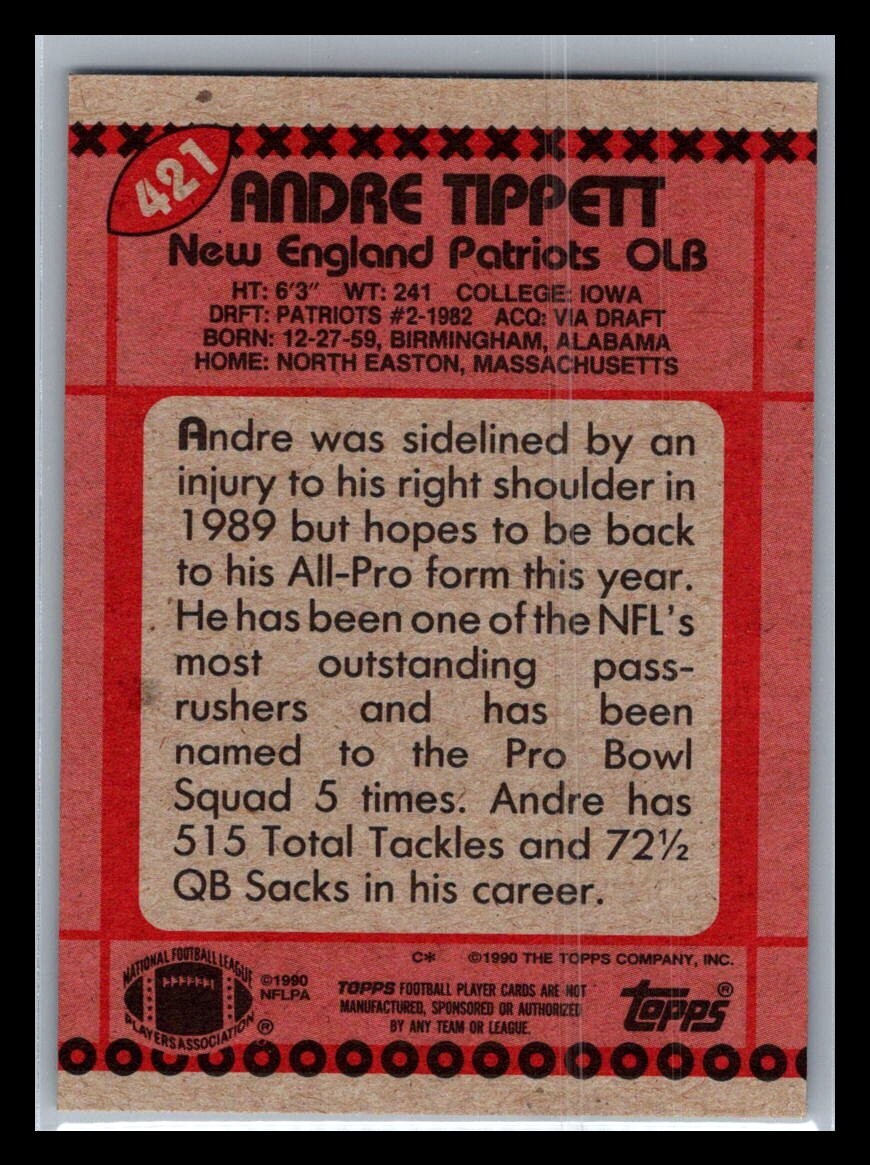 421
ANDRE TIPPETT
New England Patriots OLB
HT: 6'3" WT: 241 COLLEGE: IOWA
DRFT: PATRIOTS #2-1982 ACQ: VIA DRAFT
BORN: 12-27-59, BIRMINGHAM, ALABAMA
HOME: NORTH EASTON, MASSACHUSETTS
Andre was sidelined by an
injury to his right shoulder in
1989 but hopes to be back
to his All-Pro form this year.
He has been one of the NFL's
most outstanding pass-
rushers and has been
named to the Pro Bowl
Squad 5 times. Andre has
515 Total Tackles and 72½
QB Sacks in his career.
C* ©1990 THE TOPPS COMPANY, INC.
NATIONAL FOOTBALL LEAGUE
PLAYERS ASSOCIATION ®
©1990
NFLPA
TOPPS FOOTBALL PLAYER CARDS ARE NOT
MANUFACTURED, SPONSORED OR AUTHORIZED
BY ANY TEAM OR LEAGUE.
topps®